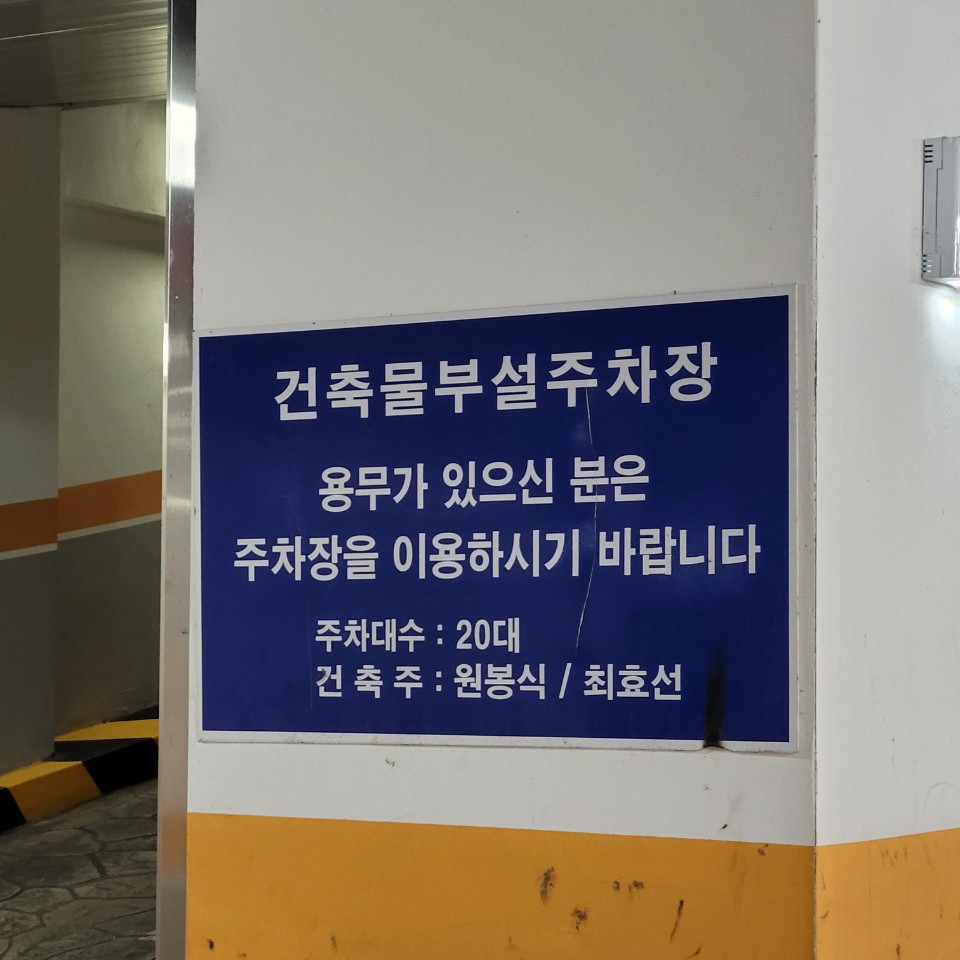 건축물부설주차장
용무가 있으신 분은
주차장을 이용하시기 바랍니다
주차대수 : 20대
건 축 주 : 원봉식 / 최효선